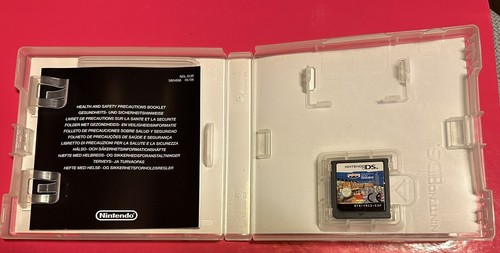 HEALTH AND SAFETY PRECAUTIONS BOOKLET
GESUNDHEITS- UND SICHERHEITSHINWEISE
LIVRET DE PRÉCAUTIONS SUR LA SANTÉ ET LA SÉCURITÉ
FOLDER MET GEZONDHEIDS- EN VEILIGHEIDSINFORMATIE
FOLLETO DE PRECAUCIONES SOBRE SALUD Y SEGURIDAD
FOLHETO DE PRECAUÇÕES DE SAÚDE E SEGURANÇA
LIBRETTO DI PRECAUZIONI PER LA SALUTE E LA SICUREZZA
HÄLSO- OCH SÄKERHETSINFORMATIONSHÄFTE
HÆFTE MED HELBREDS- OG SIKKERHEDSFORANSTALTNINGER
TERVEYS- JA TURVAOPAS
HEFTE MED HELSE- OG SIKKERHETSFORHOLDSREGLER
Nintendo
NINTENDO DS